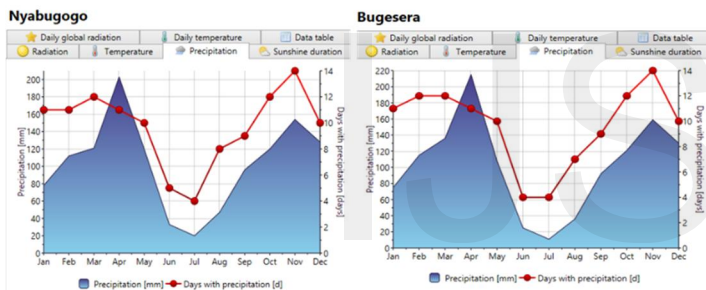 Nyabugogo
Daily global radiation Daily temperature Data table
Radiation Temperature Precipitation Sunshine duration
Precipitation [mm]
200
180
160
140
120
100
80
60
40
20
0
14
12
10
8
6
4
2
0
Days with precipitation [days]
Jan Feb Mar Apr May Jun Jul Aug Sep Oct Nov Dec
Precipitation [mm] Days with precipitation [d]
Bugesera
Daily global radiation Daily temperature Data table
Radiation Temperature Precipitation Sunshine duration
Precipitation [mm]
220
200
180
160
140
120
100
80
60
40
20
0
14
12
10
8
6
4
2
0
Days with precipitation [days]
Jan Feb Mar Apr May Jun Jul Aug Sep Oct Nov Dec
Precipitation [mm] Days with precipitation [d]
IJS